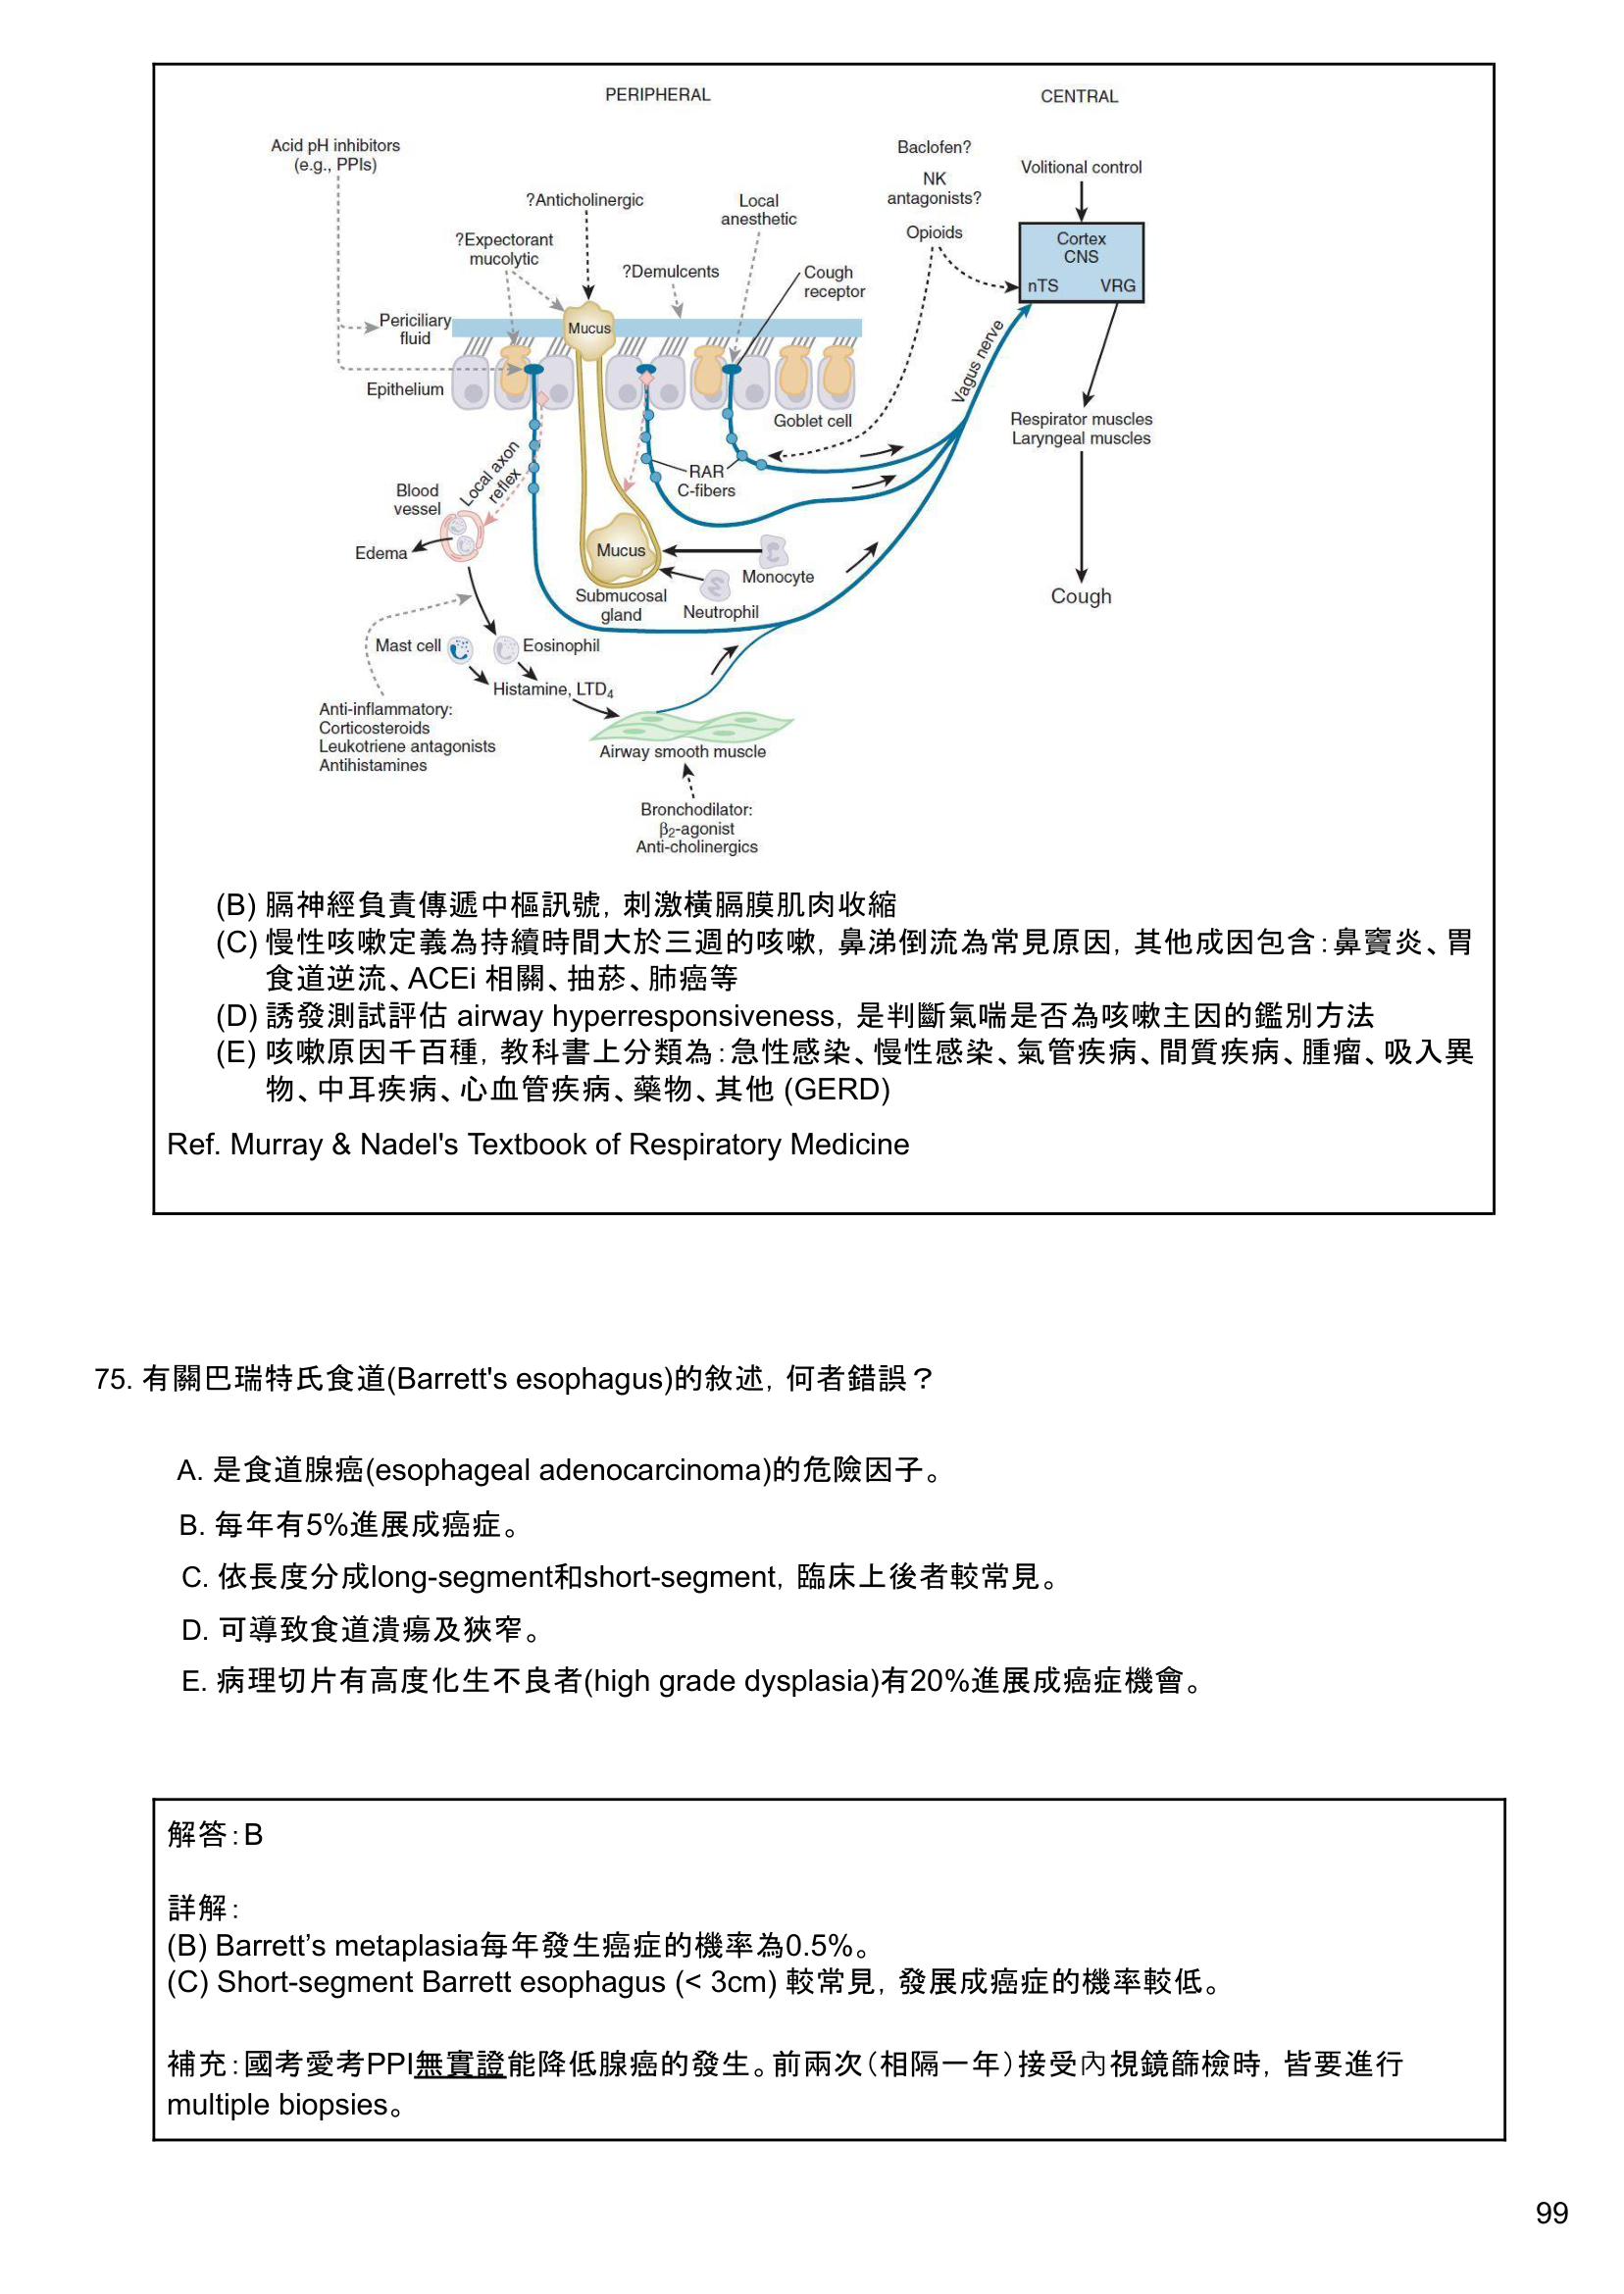 PERIPHERAL
CENTRAL
Acid pH inhibitors
(e.g., PPIs)
Baclofen?
Volitional control
NK
antagonists?
?Anticholinergic
Local
anesthetic
Opioids
?Expectorant
mucolytic
Cortex
CNS
?Demulcents
Cough
receptor
nTS VRG
Periciliary
fluid
Mucus
Vagus nerve
Epithelium
Goblet cell
Respirator muscles
Laryngeal muscles
Local axon
reflex
RAR
C-fibers
Blood
vessel
Edema
Mucus
Monocyte
Submucosal
gland
Neutrophil
Cough
Mast cell
Eosinophil
Histamine, LTD4
Anti-inflammatory:
Corticosteroids
Leukotriene antagonists
Antihistamines
Airway smooth muscle
Bronchodilator:
β2-agonist
Anti-cholinergics
(B) 膈神經負責傳遞中樞訊號，刺激橫膈膜肌肉收縮
(C) 慢性咳嗽定義為持續時間大於三週的咳嗽，鼻涕倒流為常見原因，其他成因包含：鼻竇炎、胃
食道逆流、ACEi 相關、抽菸、肺癌等
(D) 誘發測試評估 airway hyperresponsiveness，是判斷氣喘是否為咳嗽主因的鑑別方法
(E) 咳嗽原因千百種，教科書上分類為：急性感染、慢性感染、氣管疾病、間質疾病、腫瘤、吸入異
物、中耳疾病、心血管疾病、藥物、其他 (GERD)
Ref. Murray & Nadel's Textbook of Respiratory Medicine
75. 有關巴瑞特氏食道(Barrett's esophagus)的敘述，何者錯誤？
A. 是食道腺癌(esophageal adenocarcinoma)的危險因子。
B. 每年有5%進展成癌症。
C. 依長度分成long-segment和short-segment，臨床上後者較常見。
D. 可導致食道潰瘍及狹窄。
E. 病理切片有高度化生不良者(high grade dysplasia)有20%進展成癌症機會。
解答：B
詳解：
(B) Barrett’s metaplasia每年發生癌症的機率為0.5%。
(C) Short-segment Barrett esophagus (< 3cm) 較常見，發展成癌症的機率較低。
補充：國考愛考PPI無實證能降低腺癌的發生。前兩次（相隔一年）接受內視鏡篩檢時，皆要進行
multiple biopsies。
99